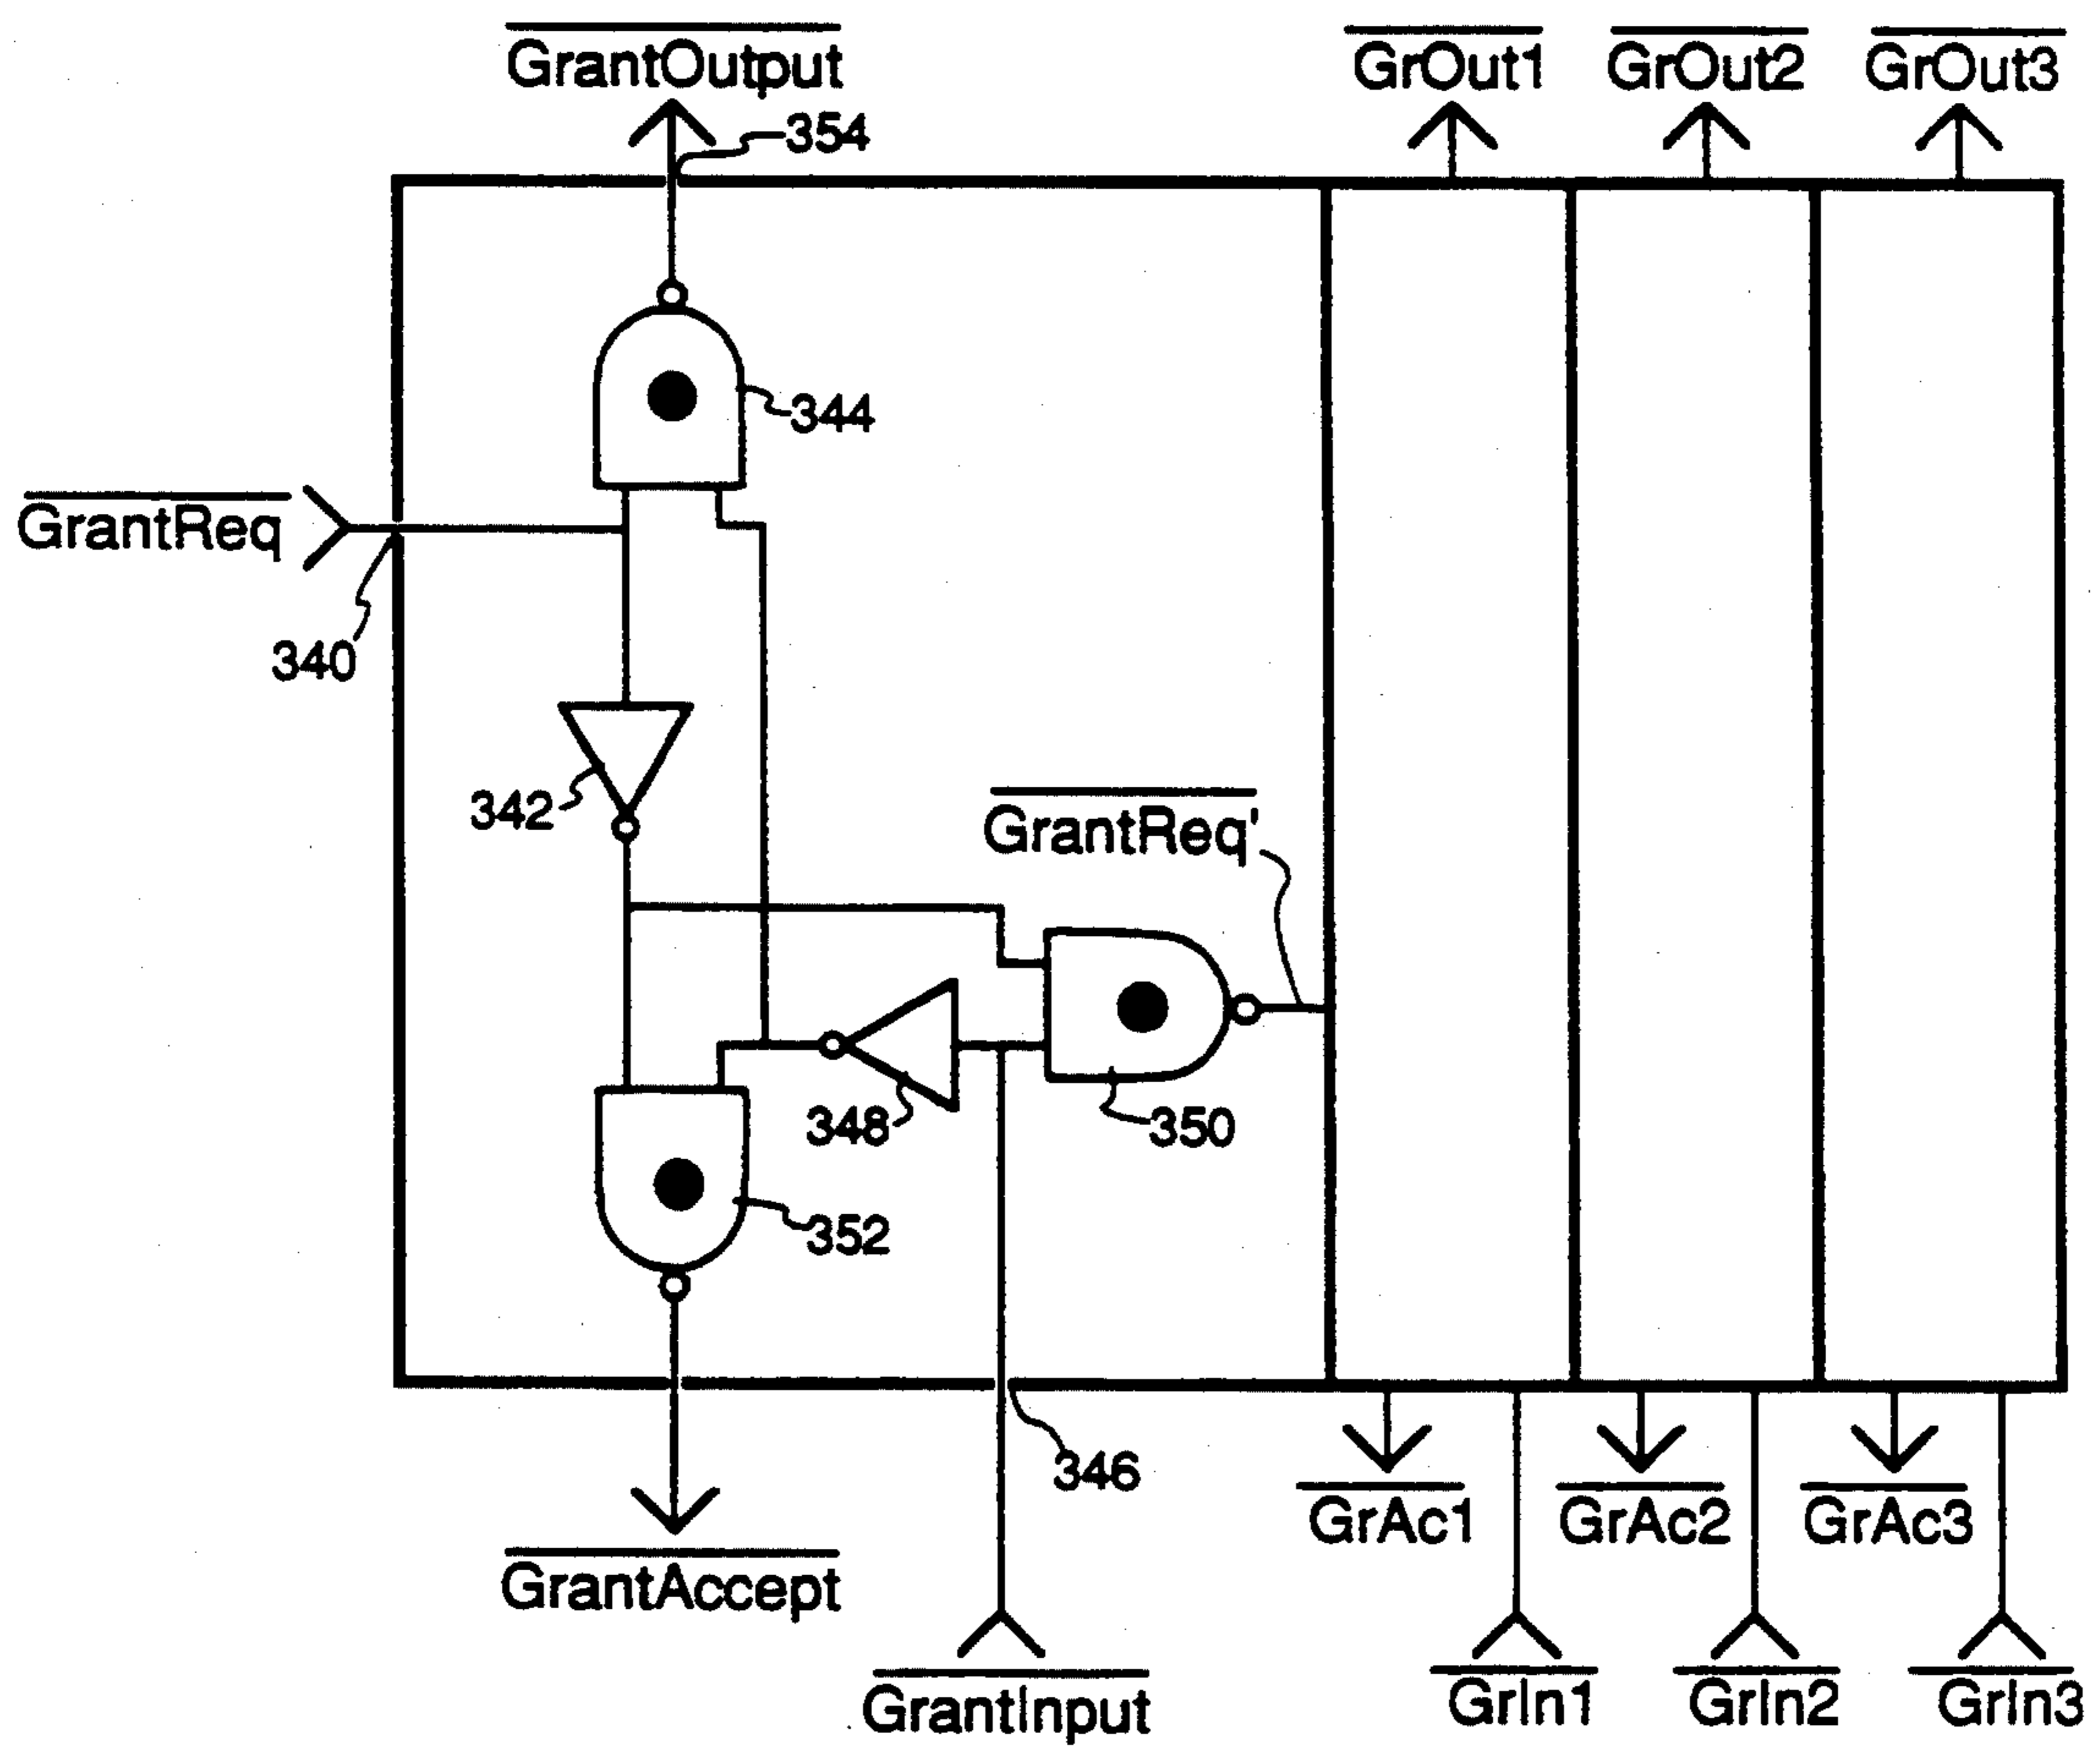 GrantOutput GrOut1 GrOut2 GrOut3
354
344
GrantReq
340
342
GrantReq'
348 350
352
346
GrAc1 GrAc2 GrAc3
GrantAccept
GrantInput GrIn1 GrIn2 GrIn3